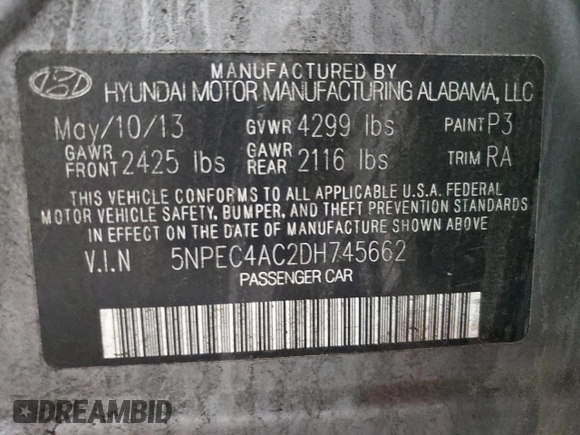 MANUFACTURED BY
HYUNDAI MOTOR MANUFACTURING ALABAMA, LLC
May/10/13 GVWR 4299 lbs PAINT P3
GAWR FRONT 2425 lbs GAWR REAR 2116 lbs TRIM RA
THIS VEHICLE CONFORMS TO ALL APPLICABLE U.S.A. FEDERAL
MOTOR VEHICLE SAFETY, BUMPER, AND THEFT PREVENTION STANDARDS
IN EFFECT ON THE DATE OF MANUFACTURE SHOWN ABOVE.
V.I.N 5NPEC4AC2DH745662
PASSENGER CAR
DREAMBID